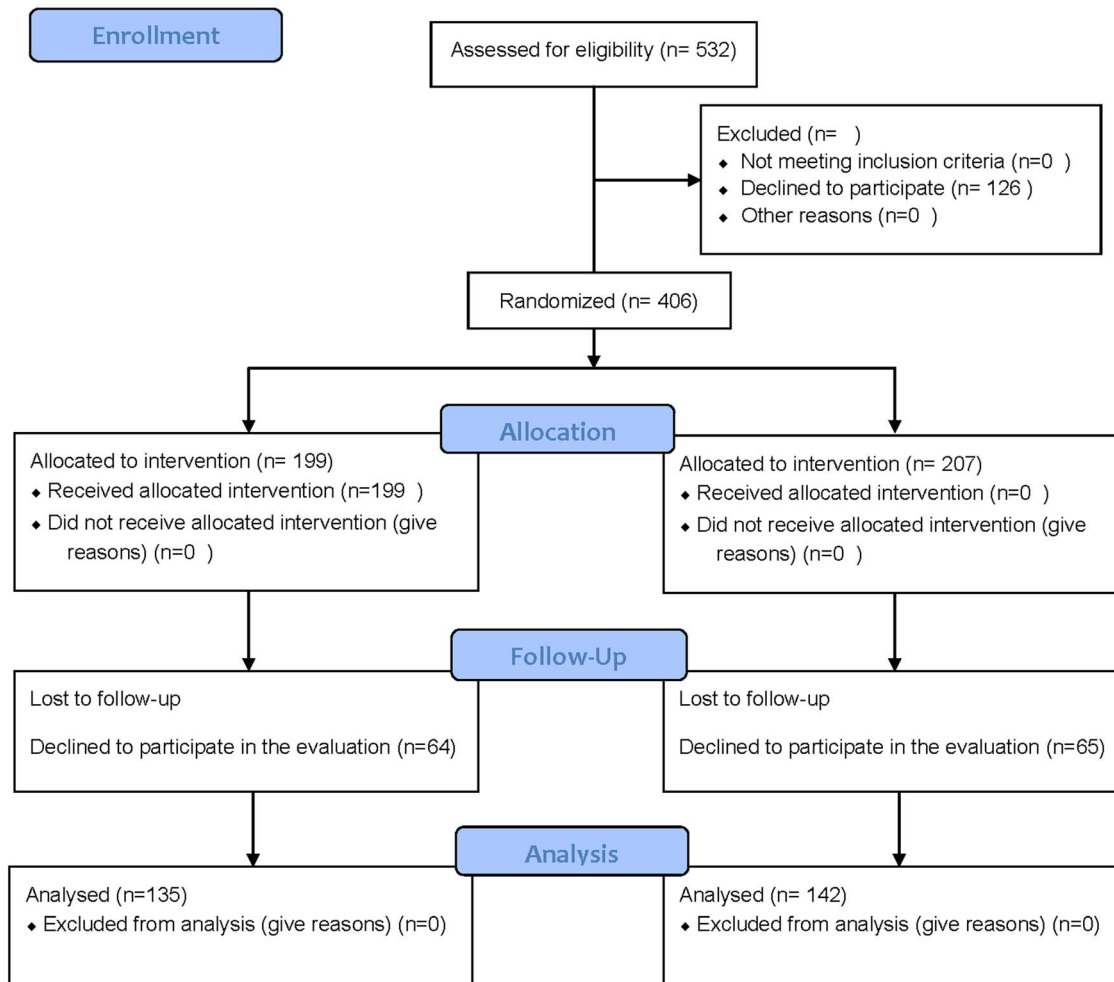 Enrollment
Assessed for eligibility (n= 532)
Excluded (n=   )
◆ Not meeting inclusion criteria (n=0  )
◆ Declined to participate (n= 126 )
◆ Other reasons (n=0  )
Randomized (n= 406)
Allocation
Allocated to intervention (n= 199)
◆ Received allocated intervention (n=199  )
◆ Did not receive allocated intervention (give
reasons) (n=0  )
Allocated to intervention (n= 207)
◆ Received allocated intervention (n=0  )
◆ Did not receive allocated intervention (give
reasons) (n=0  )
Follow-Up
Lost to follow-up
Declined to participate in the evaluation (n=64)
Lost to follow-up
Declined to participate in the evaluation (n=65)
Analysis
Analysed (n=135)
◆ Excluded from analysis (give reasons) (n=0)
Analysed (n= 142)
◆ Excluded from analysis (give reasons) (n=0)